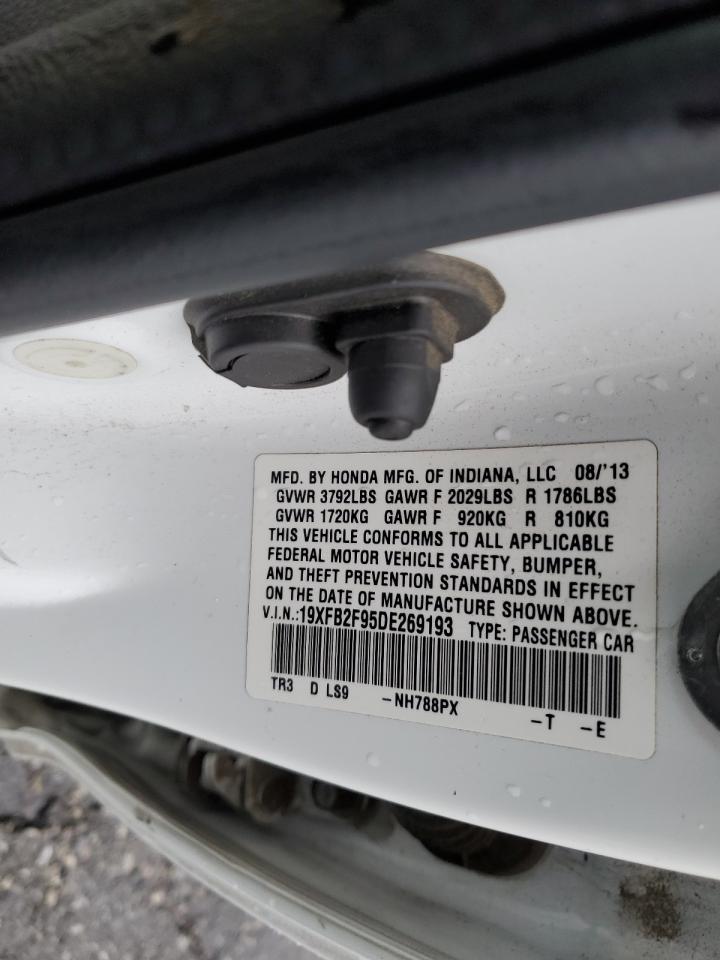 MFD. BY HONDA MFG. OF INDIANA, LLC 08/'13
GVWR 3792LBS GAWR F 2029LBS R 1786LBS
GVWR 1720KG GAWR F 920KG R 810KG
THIS VEHICLE CONFORMS TO ALL APPLICABLE
FEDERAL MOTOR VEHICLE SAFETY, BUMPER,
AND THEFT PREVENTION STANDARDS IN EFFECT
ON THE DATE OF MANUFACTURE SHOWN ABOVE.
V.I.N.:19XFB2F95DE269193 TYPE: PASSENGER CAR
TR3 D LS9 -NH788PX -T -E